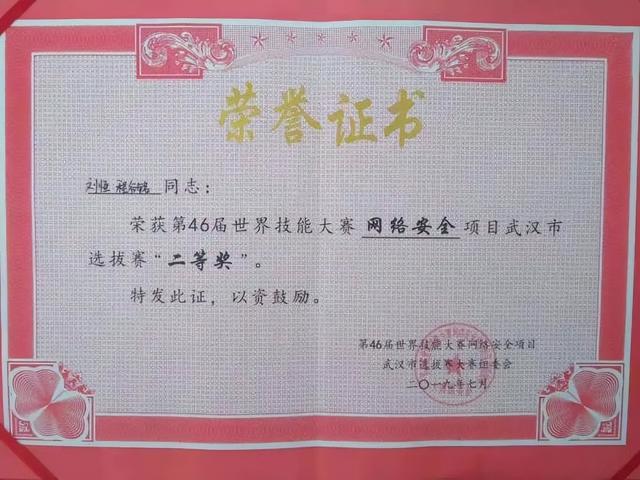 荣誉证书
刘恒 同志：
荣获第46届世界技能大赛 网络安全 项目武汉市
选拔赛“二等奖”。
特发此证，以资鼓励。
第46届世界技能大赛网络安全项目
武汉市选拔赛大赛组委会
二〇一九年七月